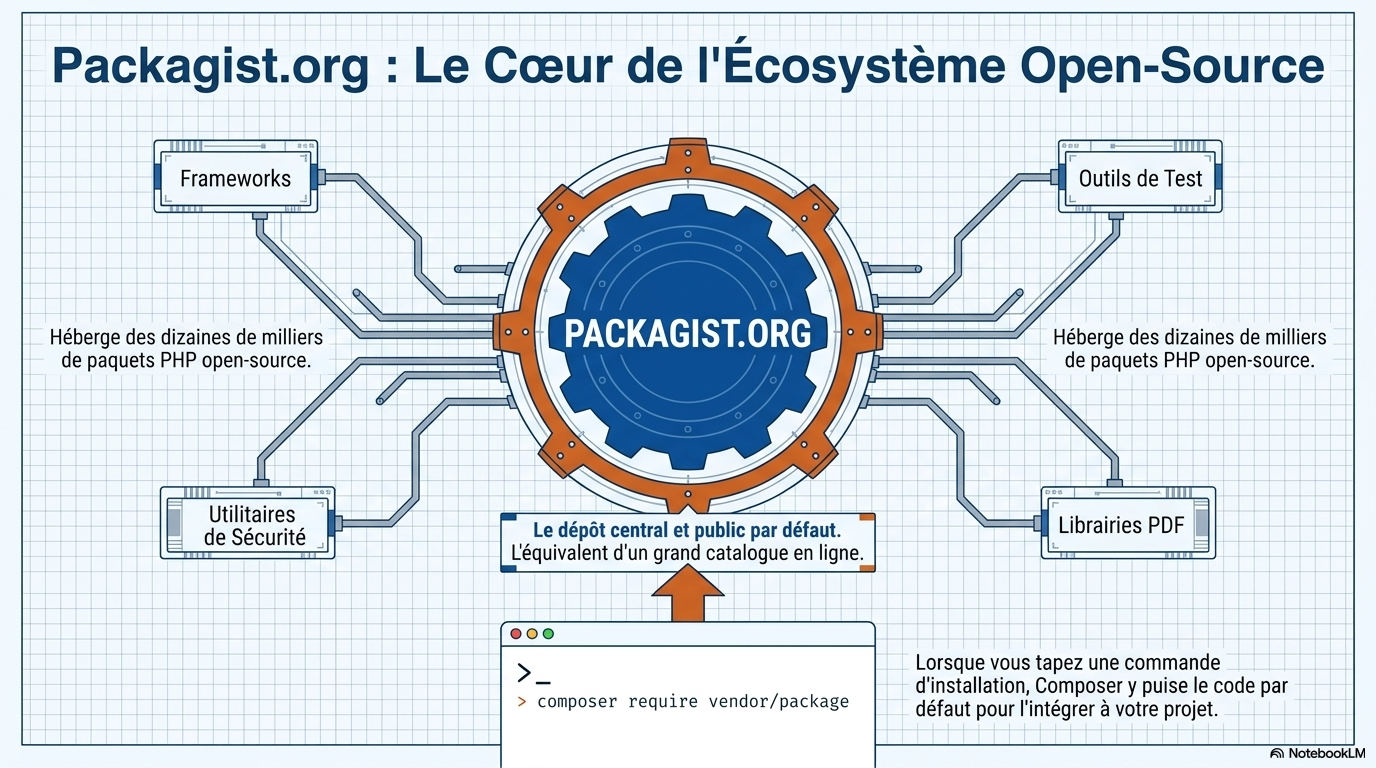 Packagist.org : Le Cœur de l'Écosystème Open-Source
Frameworks
Outils de Test
PACKAGIST.ORG
Héberge des dizaines de milliers
de paquets PHP open-source.
Héberge des dizaines de milliers
de paquets PHP open-source.
Utilitaires
de Sécurité
Librairies PDF
Le dépôt central et public par défaut.
L'équivalent d'un grand catalogue en ligne.
>_
> composer require vendor/package
Lorsque vous tapez une commande
d'installation, Composer y puise le code par
défaut pour l'intégrer à votre projet.
NotebookLM